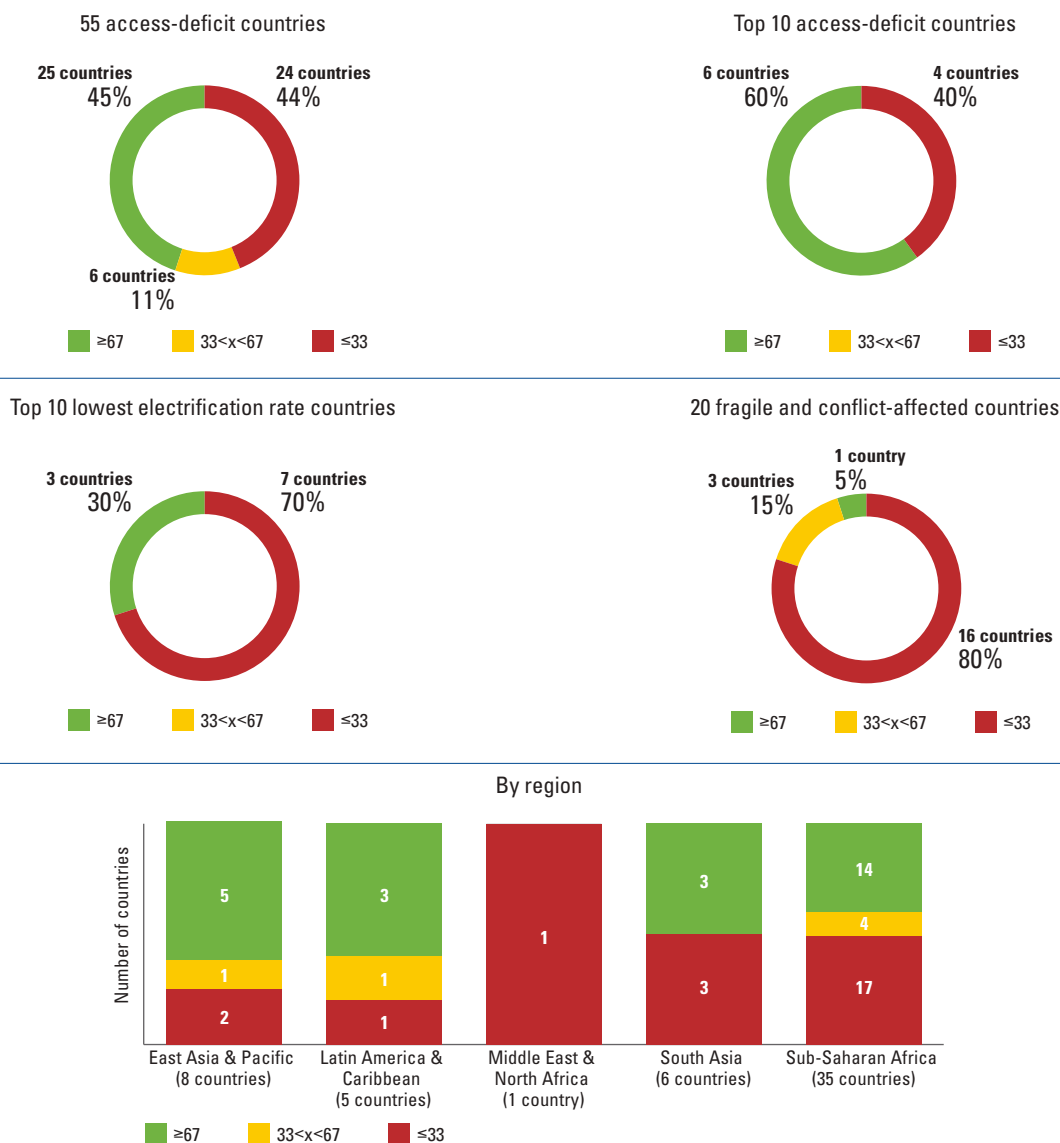 55 access-deficit countries
25 countries
45%
24 countries
44%
6 countries
11%
≥67
33<x<67
≤33
Top 10 access-deficit countries
6 countries
60%
4 countries
40%
≥67
33<x<67
≤33
Top 10 lowest electrification rate countries
3 countries
30%
7 countries
70%
≥67
33<x<67
≤33
20 fragile and conflict-affected countries
1 country
5%
3 countries
15%
16 countries
80%
≥67
33<x<67
≤33
By region
Number of countries
5
1
2
3
1
1
1
3
3
14
4
17
East Asia & Pacific
(8 countries)
Latin America &
Caribbean
(5 countries)
Middle East &
North Africa
(1 country)
South Asia
(6 countries)
Sub-Saharan Africa
(35 countries)
≥67
33<x<67
≤33